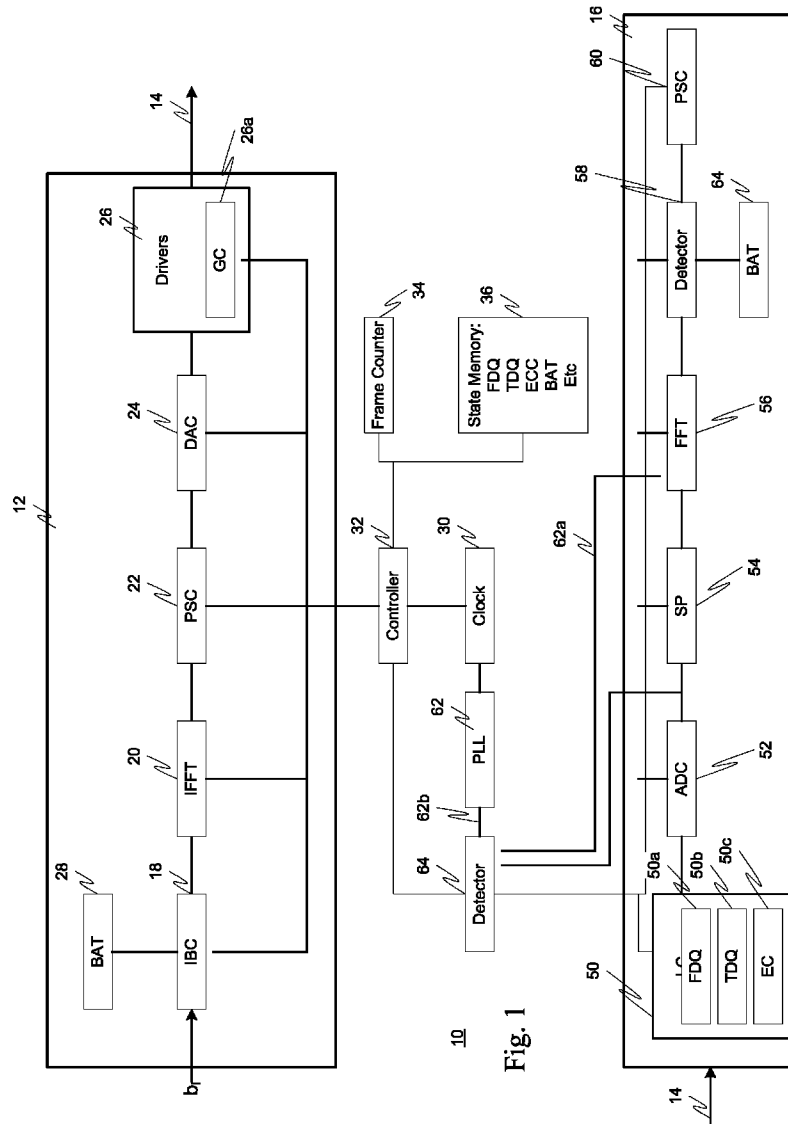 12
14
28
BAT
18
IBC
bi
20
IFFT
22
PSC
24
DAC
26
Drivers
GC
26a
32
Controller
34
Frame Counter
36
State Memory:
FDQ
TDQ
ECC
BAT
Etc
30
Clock
62
PLL
62b
64
Detector
62a
10
Fig. 1
16
14
50
FDQ
TDQ
EC
50a
50b
50c
52
ADC
54
SP
56
FFT
58
Detector
64
BAT
60
PSC